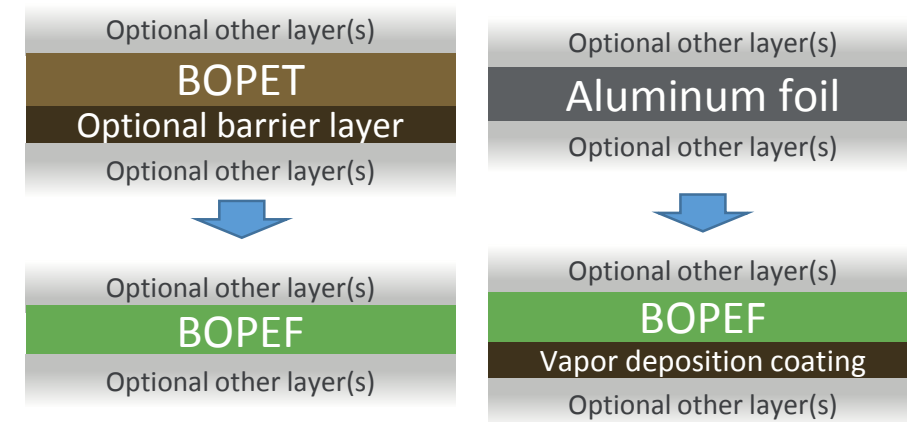 Optional other layer(s)
BOPET
Optional barrier layer
Optional other layer(s)
Optional other layer(s)
BOPEF
Optional other layer(s)
Optional other layer(s)
Aluminum foil
Optional other layer(s)
Optional other layer(s)
BOPEF
Vapor deposition coating
Optional other layer(s)